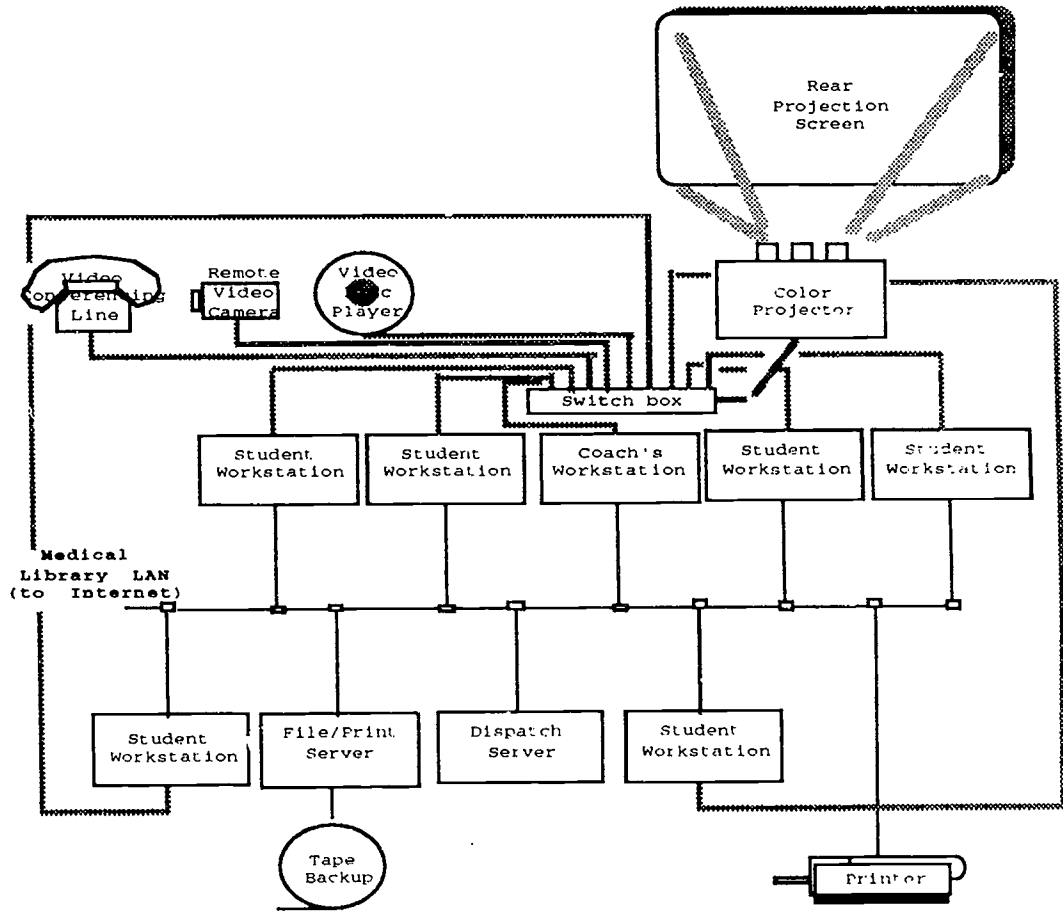 Rear
Projection
Screen
Video
Conferencing
Line
Remote
Video
Camera
Video
Player
Color
Projector
Switch box
Student
Workstation
Student
Workstation
Coach's
Workstation
Student
Workstation
Student
Workstation
Medical
Library LAN
(to Internet)
Student
Workstation
File/Print
Server
Dispatch
Server
Student
Workstation
Tape
Backup
Printer